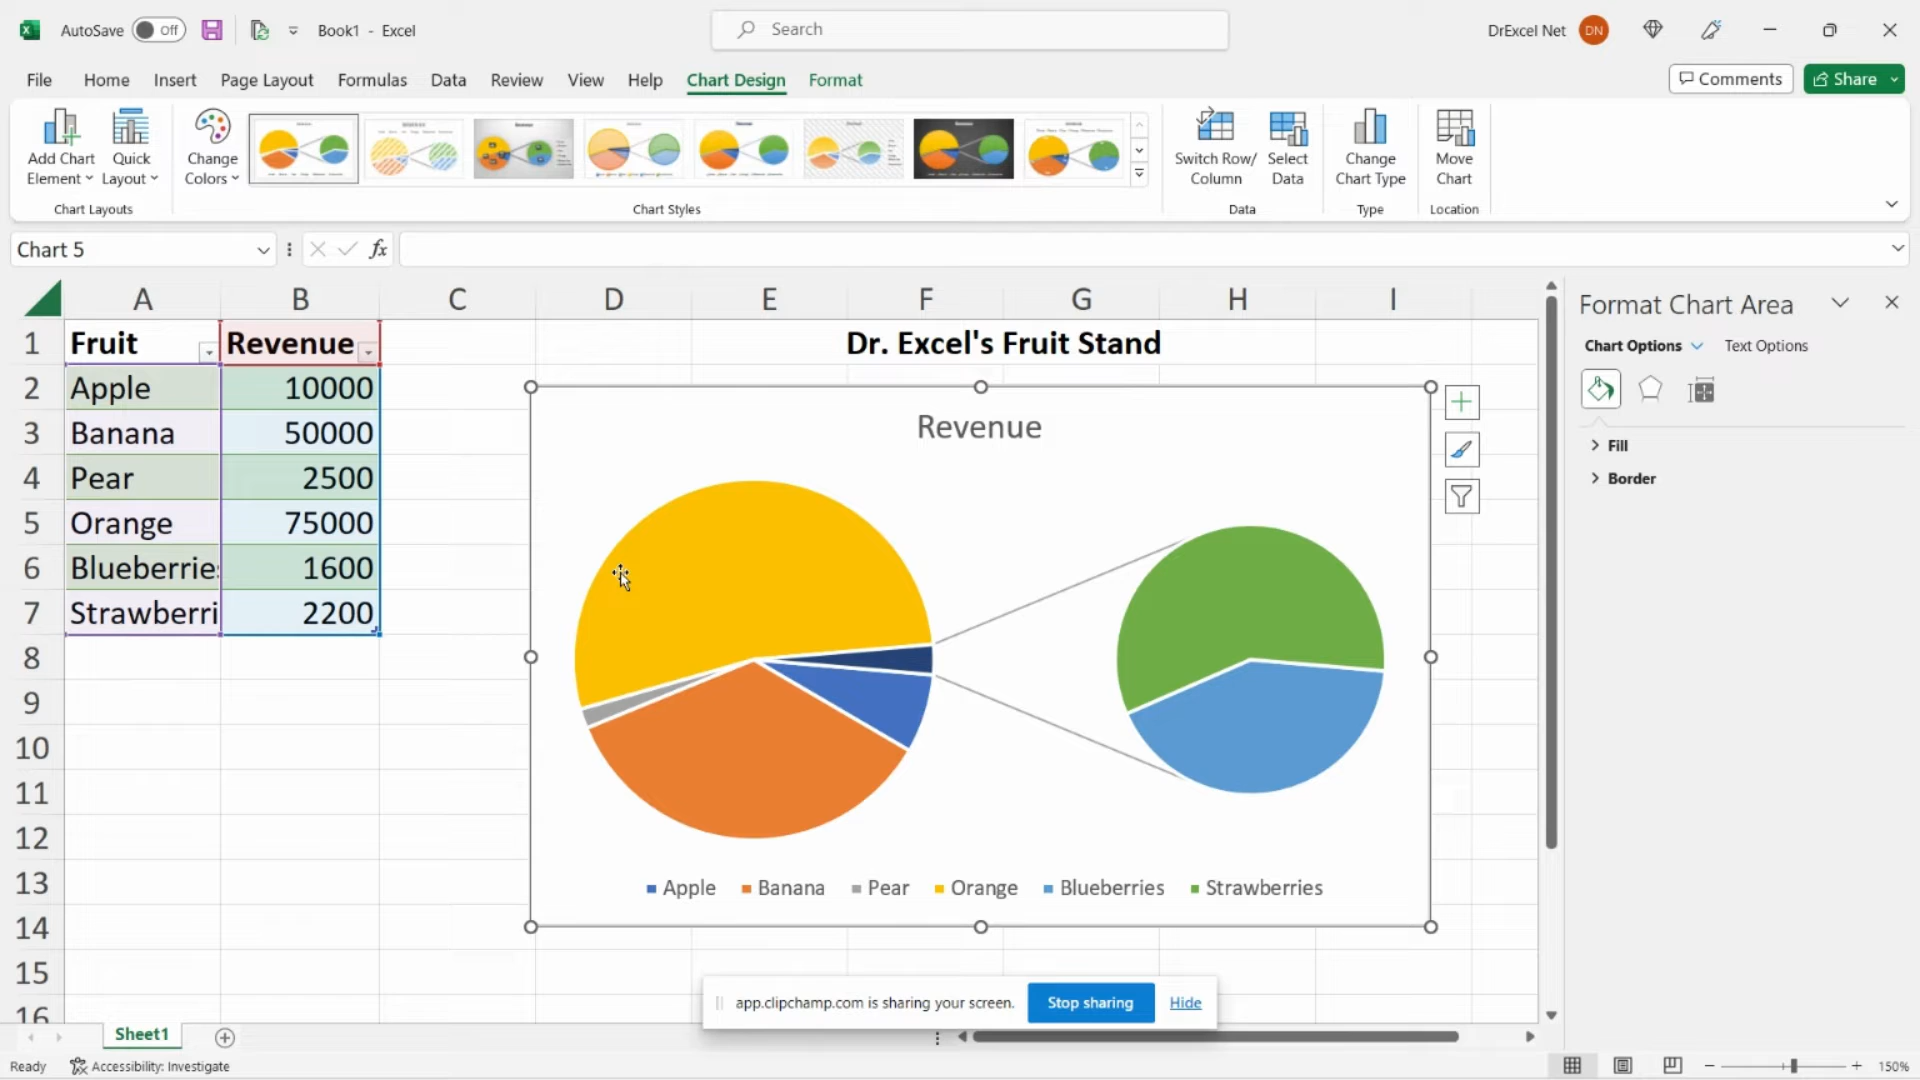 AutoSave Off Book1 - Excel Search DrExcel Net DN
File Home Insert Page Layout Formulas Data Review View Help Chart Design Format Comments Share
Add Chart Element Quick Layout Change Colors Switch Row/ Column Select Data Change Chart Type Move Chart
Chart Layouts Chart Styles Data Type Location
Chart 5 fx
A B C D E F G H I
1 Fruit Revenue Dr. Excel's Fruit Stand
2 Apple 10000
3 Banana 50000
4 Pear 2500
5 Orange 75000
6 Blueberries 1600
7 Strawberri 2200
8
9
10
11
12
13
14
15
16
Revenue
Apple Banana Pear Orange Blueberries Strawberries
Format Chart Area
Chart Options Text Options
Fill
Border
app.clipchamp.com is sharing your screen. Stop sharing Hide
Sheet1
Ready Accessibility: Investigate 150%